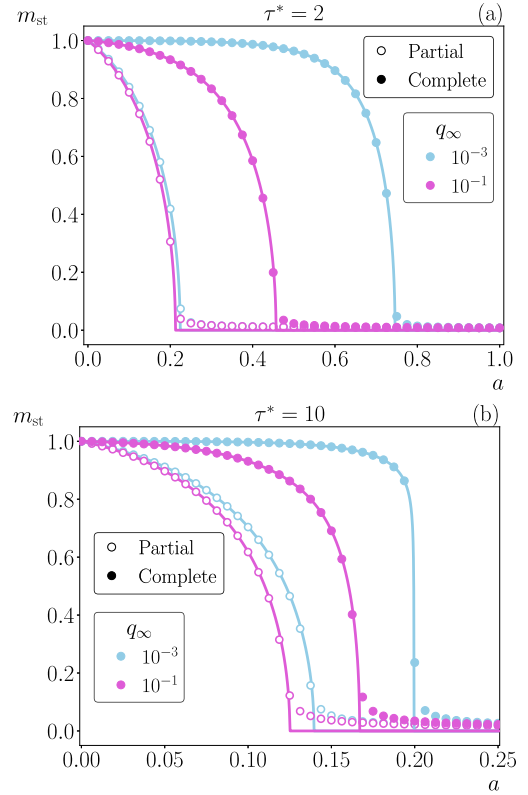 m_st τ* = 2 (a)
1.0
0.8
0.6
0.4
0.2
0.0
Partial
Complete
q_∞
10^{-3}
10^{-1}
0.0 0.2 0.4 0.6 0.8 1.0
a
m_st τ* = 10 (b)
1.0
0.8
0.6
0.4
0.2
0.0
Partial
Complete
q_∞
10^{-3}
10^{-1}
0.00 0.05 0.10 0.15 0.20 0.25
a